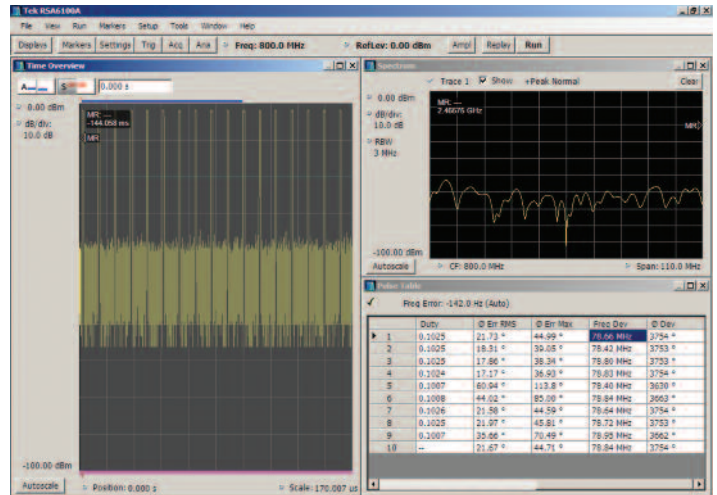 Tek RSA6100A
File View Run Markers Setup Tools Window Help
Displays Markers Settings Trig Acq Ana Freq: 800.0 MHz RefLev: 0.00 dBm Ampl Replay Run
Time Overview
0.000 s
0.00 dBm
dB/div:
10.0 dB
MR: ---
-144.058 ms
MR
-100.00 dBm
Autoscale Position: 0.000 s Scale: 170.007 us
Spectrum
Trace 1 Show +Peak Normal Clear
0.00 dBm
dB/div:
10.0 dB
RBW
3 MHz
MR: ---
2.46675 GHz
MR
-100.00 dBm
Autoscale CF: 800.0 MHz Span: 110.0 MHz
Pulse Table
Freq Error: -142.0 Hz (Auto)
Duty Ø Err RMS Ø Err Max Freq Dev Ø Dev
1 0.1025 21.73 ° 44.99 ° 78.66 MHz 3754 °
2 0.1025 18.31 ° 39.05 ° 78.42 MHz 3753 °
3 0.1025 17.86 ° 38.34 ° 78.80 MHz 3753 °
4 0.1024 17.17 ° 36.93 ° 78.83 MHz 3754 °
5 0.1007 60.94 ° 113.8 ° 78.40 MHz 3630 °
6 0.1008 44.02 ° 85.00 ° 78.84 MHz 3663 °
7 0.1026 21.58 ° 44.59 ° 78.64 MHz 3754 °
8 0.1025 21.97 ° 45.81 ° 78.72 MHz 3753 °
9 0.1007 35.66 ° 70.49 ° 78.95 MHz 3662 °
10 -- 21.67 ° 44.71 ° 78.84 MHz 3754 °